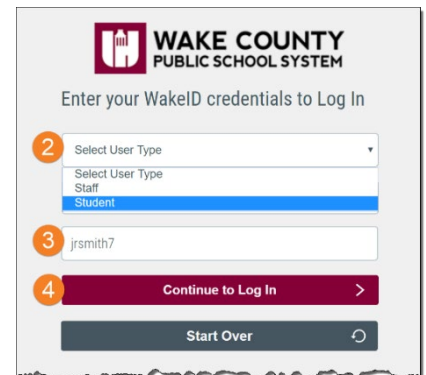 WAKE COUNTY
PUBLIC SCHOOL SYSTEM
Enter your WakeID credentials to Log In
2
Select User Type
Select User Type
Staff
Student
3
jrsmith7
4
Continue to Log In
Start Over